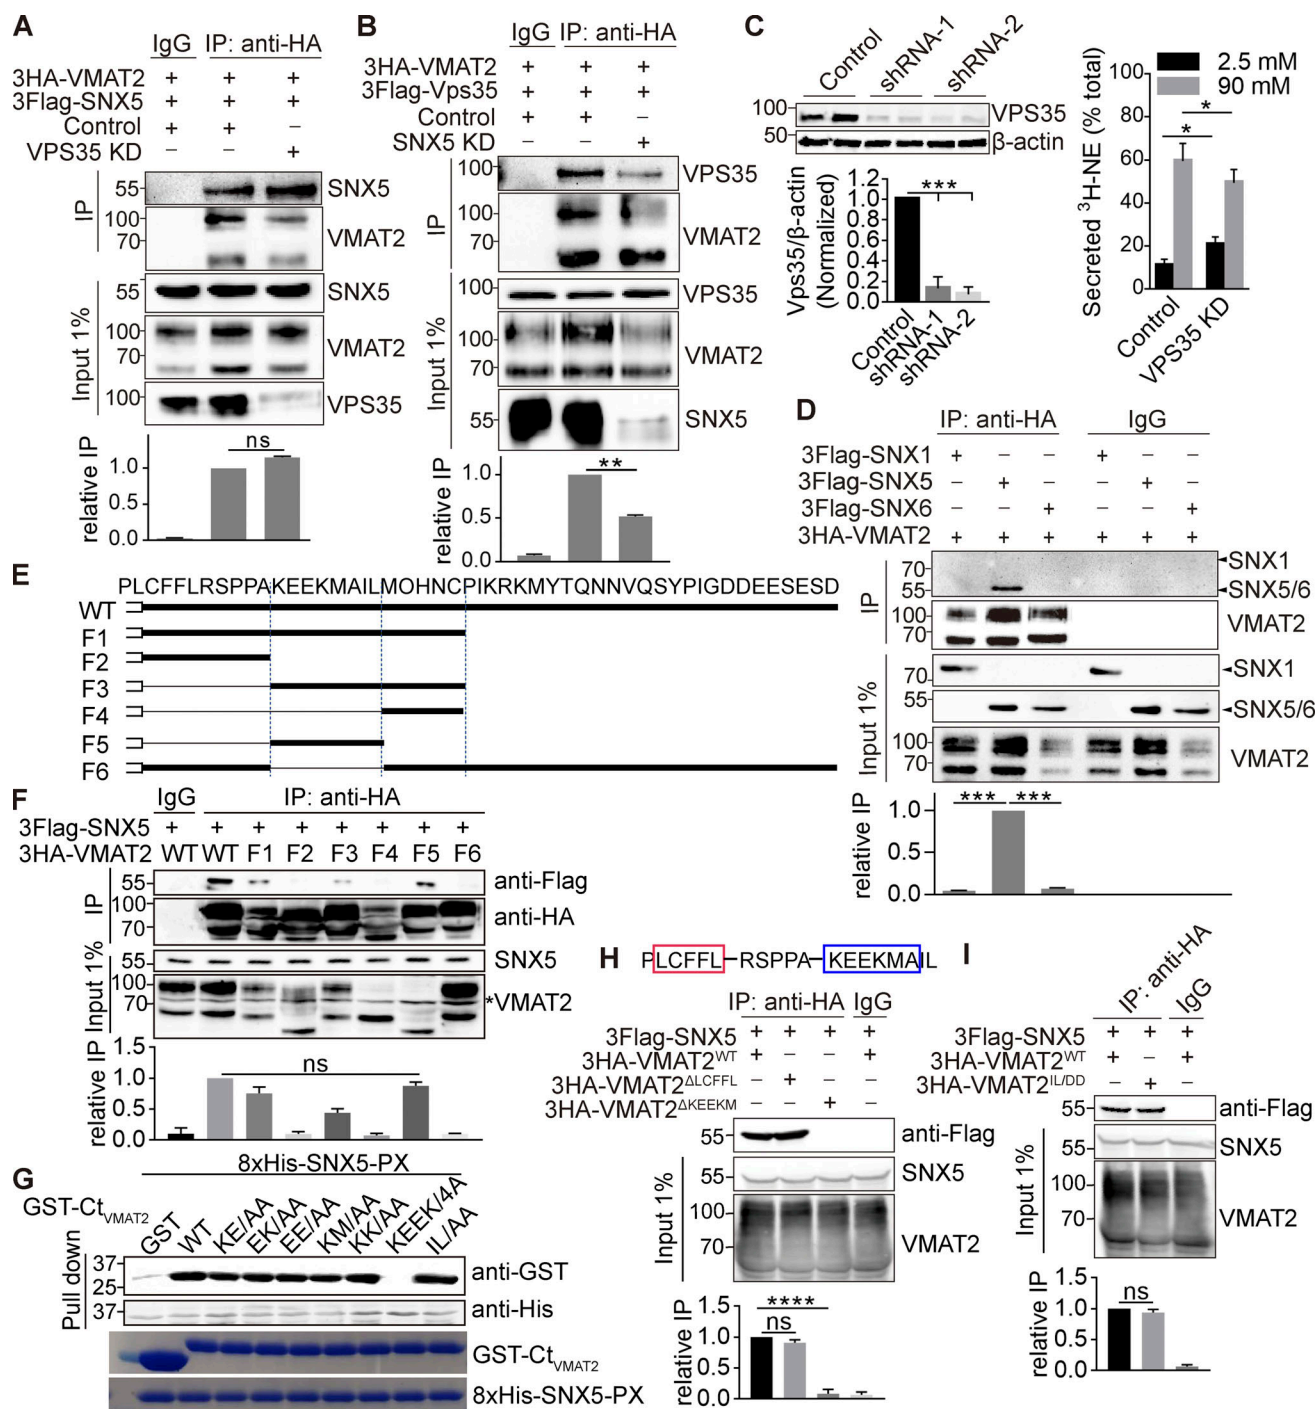 A
IgG IP: anti-HA
3HA-VMAT2 + + +
3Flag-SNX5 + + +
Control + + –
VPS35 KD – – +
IP
55 SNX5
100 VMAT2
70
Input 1%
55 SNX5
100 VMAT2
70
100 VPS35
relative IP
ns
1.0
0.5
0.0
B
IgG IP: anti-HA
3HA-VMAT2 + + +
3Flag-Vps35 + + +
Control + + –
SNX5 KD – – +
IP
100 VPS35
100 VMAT2
70
Input 1%
100 VPS35
100 VMAT2
70
55 SNX5
relative IP
**
1.0
0.5
0.0
C
Control shRNA-1 shRNA-2
100 VPS35
50 β-actin
Vps35/β-actin
(Normalized)
***
1.2
1.0
0.8
0.6
0.4
0.2
0.0
Control shRNA-1 shRNA-2
2.5 mM
90 mM
Secreted ³H-NE (% total)
100
80
60
40
20
0
* *
Control VPS35 KD
D
IP: anti-HA IgG
3Flag-SNX1 + – – + – –
3Flag-SNX5 – + – – + –
3Flag-SNX6 – – + – – +
3HA-VMAT2 + + + + + +
IP
70 SNX1
55 SNX5/6
100 VMAT2
70
Input 1%
70 SNX1
55 SNX5/6
100 VMAT2
70
relative IP
*** ***
1.0
0.5
0.0
E
PLCFFLRSPPAKEEKMAILMOHNCPIKRKMYTQNNVQSYPIGDDEESESD
WT
F1
F2
F3
F4
F5
F6
F
IgG IP: anti-HA
3Flag-SNX5 + + + + + + + +
3HA-VMAT2 WT WT F1 F2 F3 F4 F5 F6
IP
55 anti-Flag
100 anti-HA
70
Input 1%
55 SNX5
100 *VMAT2
70
relative IP
ns
1.5
1.0
0.5
0.0
G
8xHis-SNX5-PX
GST-CtVMAT2
GST WT KE/AA EK/AA EE/AA KM/AA KK/AA KEEK/4A IL/AA
Pull down
37 anti-GST
25
37 anti-His
GST-CtVMAT2
8xHis-SNX5-PX
H
PLCFFL–RSPPA–KEEKMAIL
IP: anti-HA IgG
3Flag-SNX5 + + + +
3HA-VMAT2WT + – – +
3HA-VMAT2ΔLCFFL – + – –
3HA-VMAT2ΔKEEKM – – + –
55 anti-Flag
Input 1%
55 SNX5
100 VMAT2
70
relative IP
****
ns
1.5
1.0
0.5
0.0
I
IP: anti-HA IgG
3Flag-SNX5 + + +
3HA-VMAT2WT + – +
3HA-VMAT2IL/DD – + –
55 anti-Flag
Input 1%
55 SNX5
100 VMAT2
70
relative IP
ns
1.5
1.0
0.5
0.0